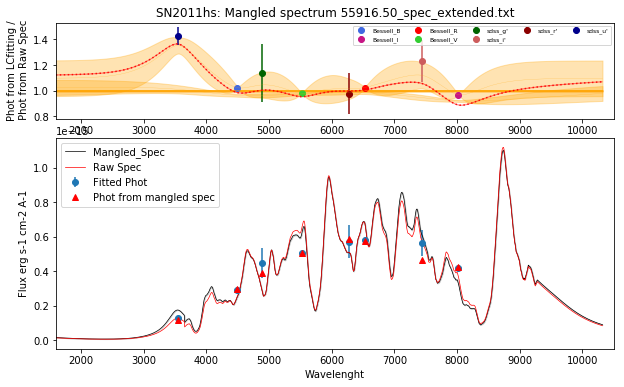 SN2011hs: Mangled spectrum 55916.50_spec_extended.txt
Phot from LCfitting /
Phot from Raw Spec
1.4
1.2
1.0
0.8
Bessell_B
Bessell_I
Bessell_R
Bessell_V
sdss_g'
sdss_i'
sdss_r'
sdss_u'
2000 3000 4000 5000 6000 7000 8000 9000 10000
Flux erg s-1 cm-2 A-1
1.0
0.8
0.6
0.4
0.2
0.0
Mangled_Spec
Raw Spec
Fitted Phot
Phot from mangled spec
2000 3000 4000 5000 6000 7000 8000 9000 10000
Wavelenght